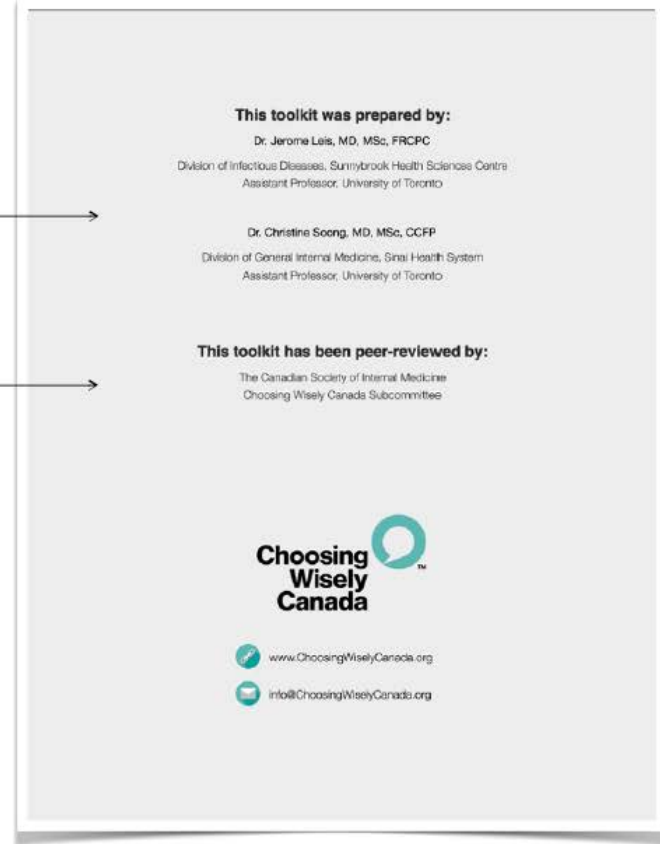 This toolkit was prepared by:
Dr. Jerome Leis, MD, MSc, FRCPC
Division of Infectious Diseases, Sunnybrook Health Sciences Centre
Assistant Professor, University of Toronto
Dr. Christine Soong, MD, MSc, CCFP
Division of General Internal Medicine, Sinai Health System
Assistant Professor, University of Toronto
This toolkit has been peer-reviewed by:
The Canadian Society of Internal Medicine
Choosing Wisely Canada Subcommittee
Choosing
Wisely
Canada
TM
www.ChoosingWiselyCanada.org
info@ChoosingWiselyCanada.org